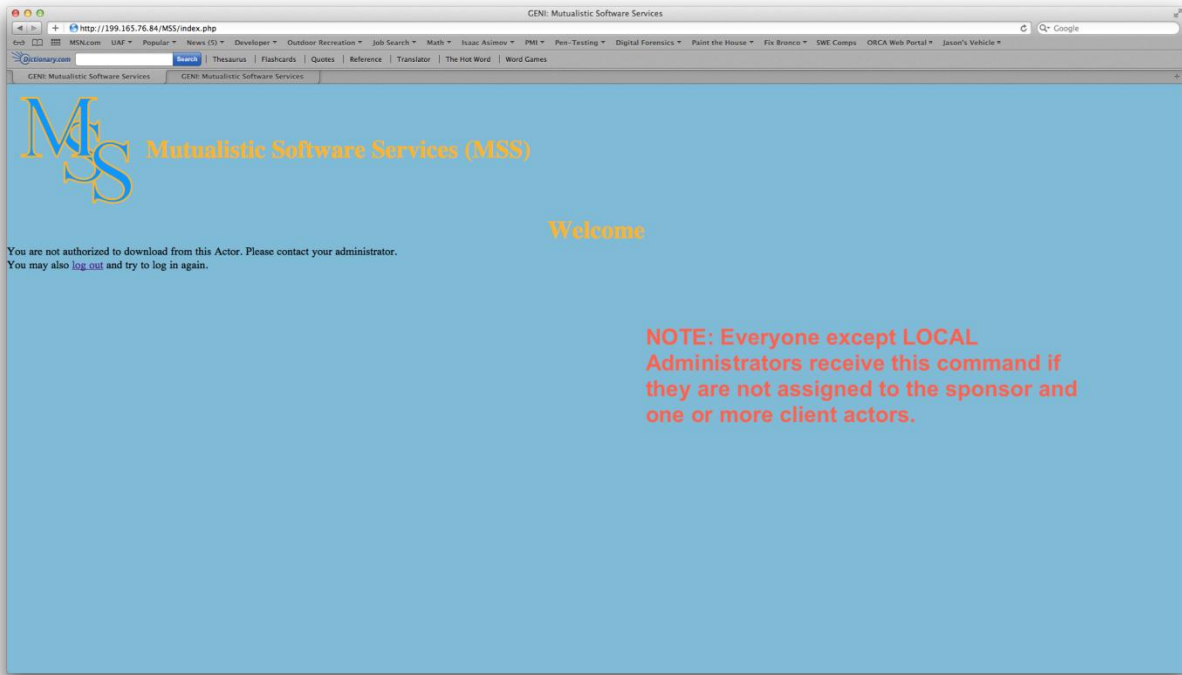 GENI: Mutualistic Software Services
http://199.165.76.84/MSS/index.php
Google
MSN.com UAF Popular News (5) Developer Outdoor Recreation Job Search Math Isaac Asimov PMI Pen-Testing Digital Forensics Paint the House Fix Bronco SWE Comps ORCA Web Portal Jason's Vehicle
Dictionary.com Search Thesaurus Flashcards Quotes Reference Translator The Hot Word Word Games
GENI: Mutualistic Software Services GENI: Mutualistic Software Services
MSS Mutualistic Software Services (MSS)
Welcome
You are not authorized to download from this Actor. Please contact your administrator.
You may also log out and try to log in again.
NOTE: Everyone except LOCAL
Administrators receive this command if
they are not assigned to the sponsor and
one or more client actors.